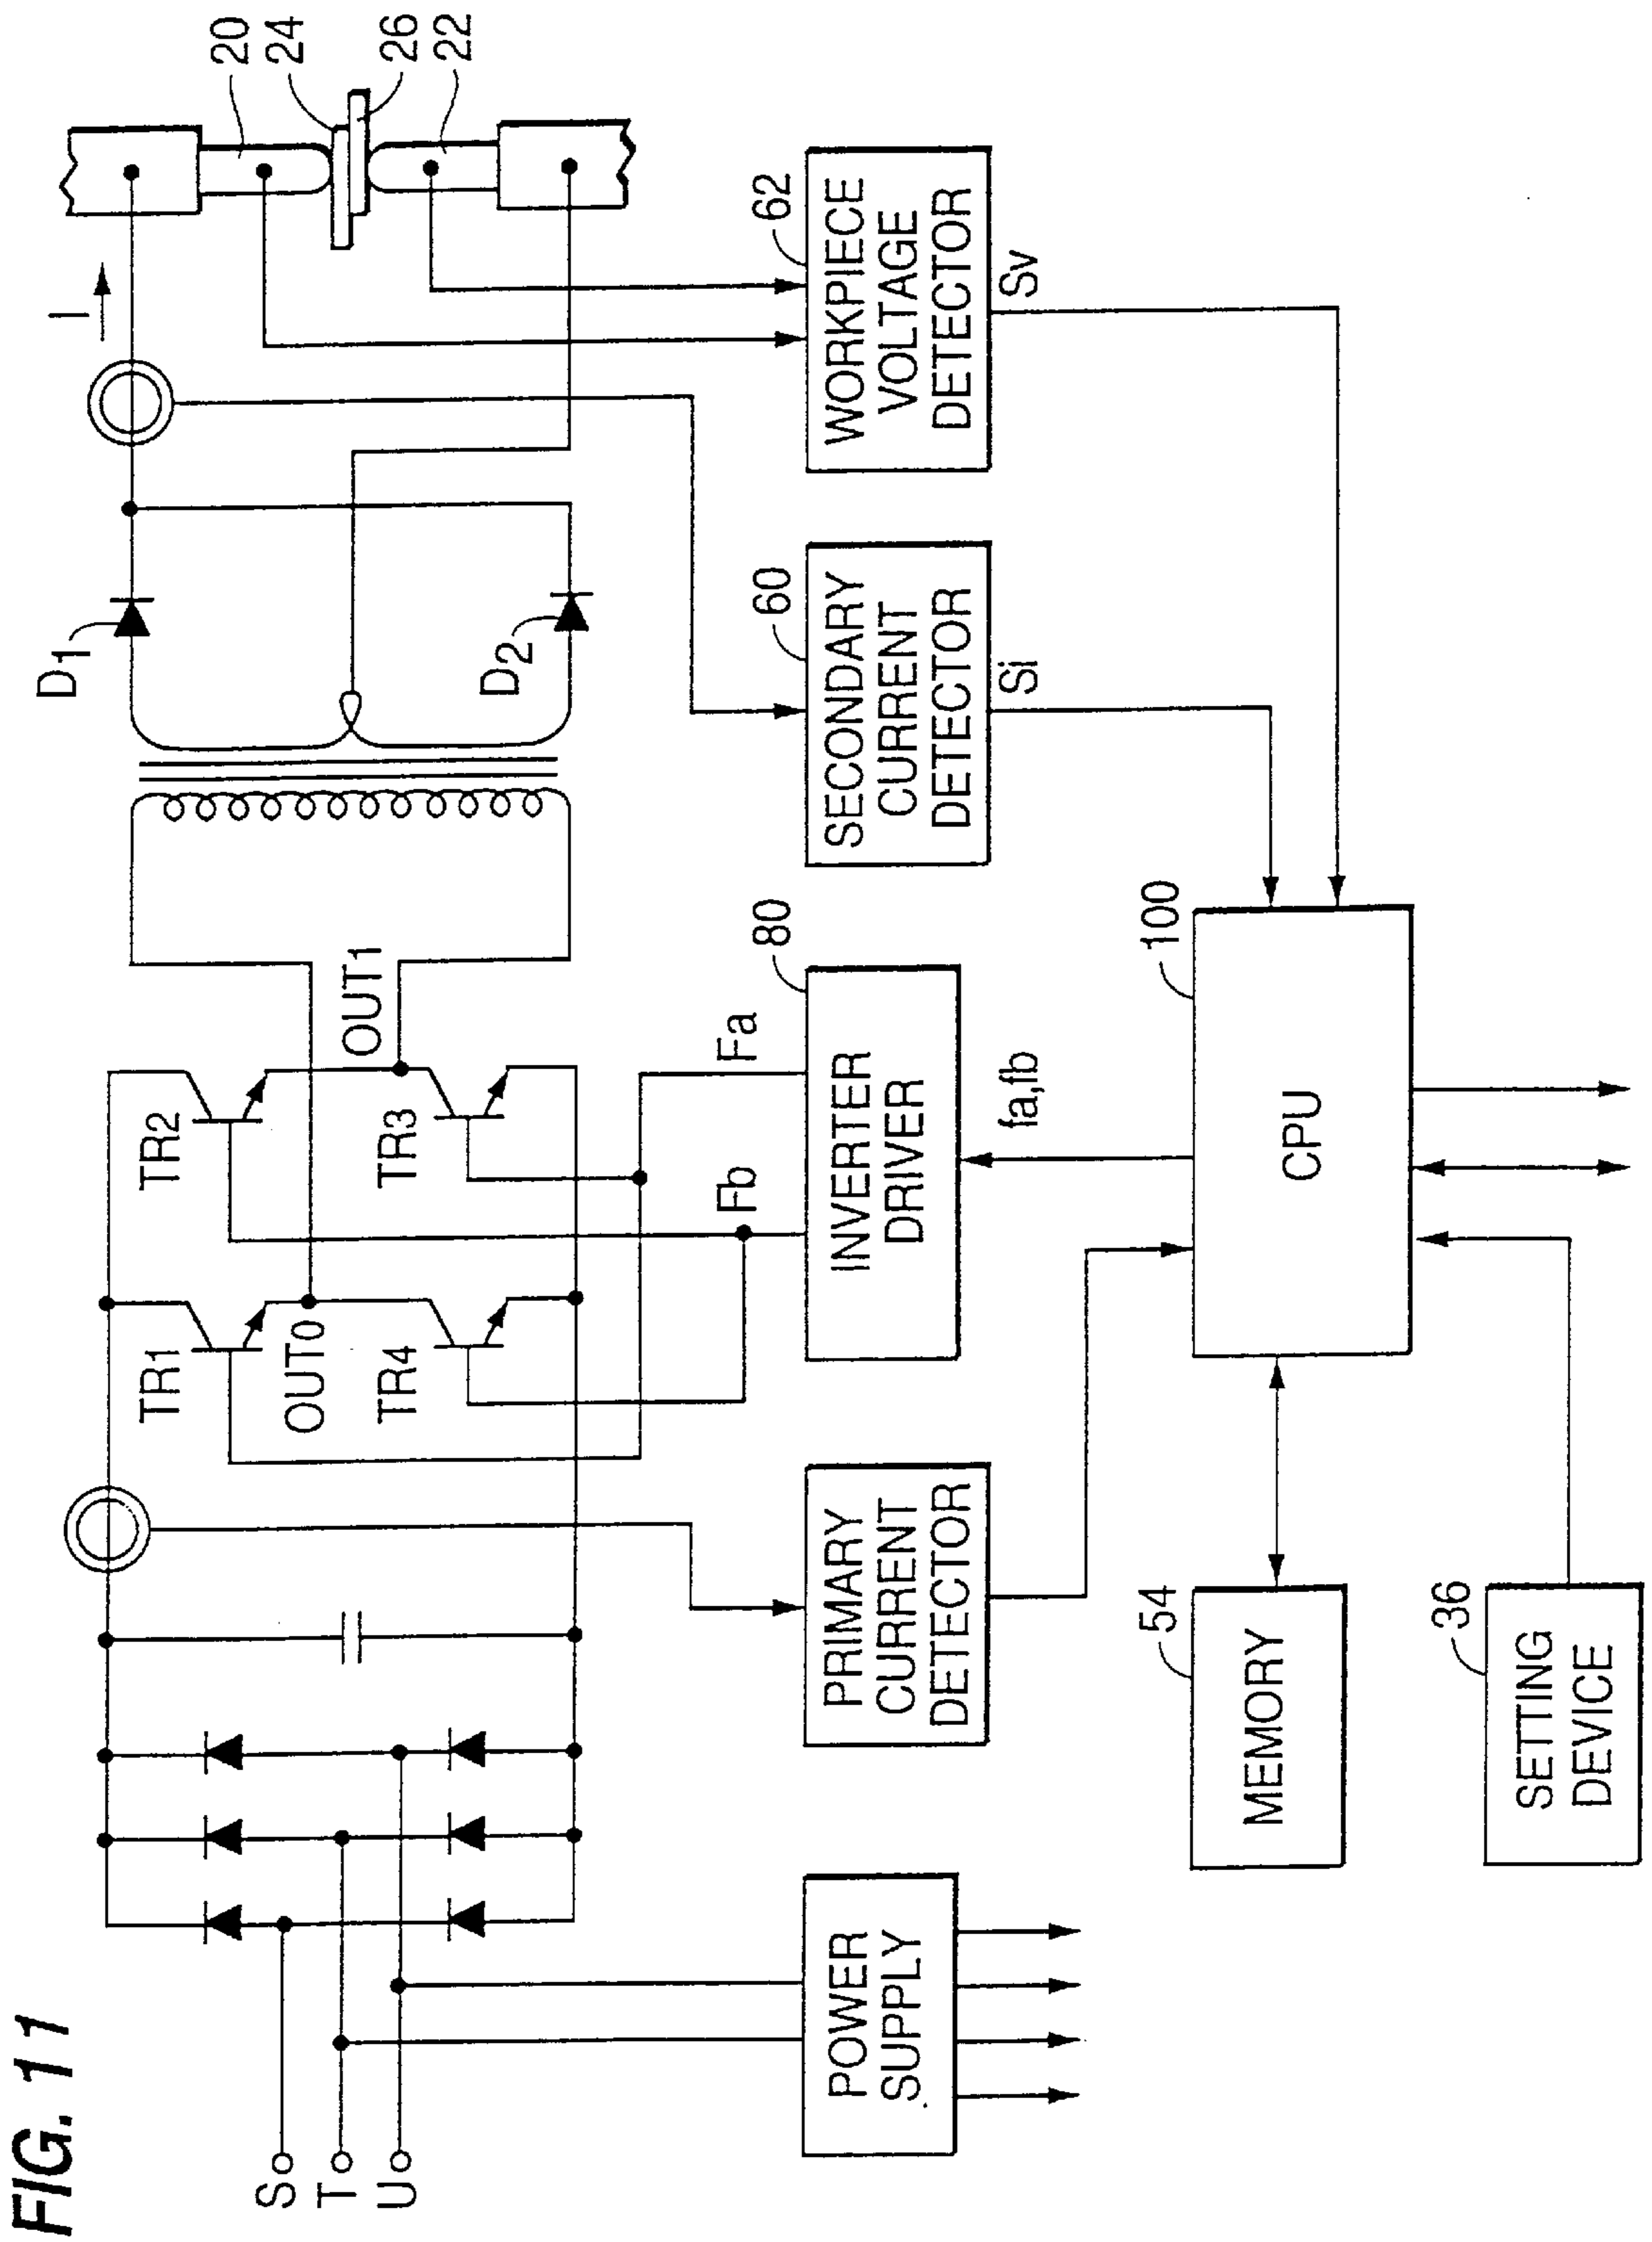 FIG. 11
S
T
U
POWER
SUPPLY
PRIMARY
CURRENT
DETECTOR
TR1
TR2
OUT0
OUT1
TR4
TR3
Fb
Fa
INVERTER
DRIVER
80
fa,fb
D1
D2
I
20
24
26
22
SECONDARY
CURRENT
DETECTOR
60
Si
WORKPIECE
VOLTAGE
DETECTOR
62
Sv
MEMORY
54
CPU
100
SETTING
DEVICE
36